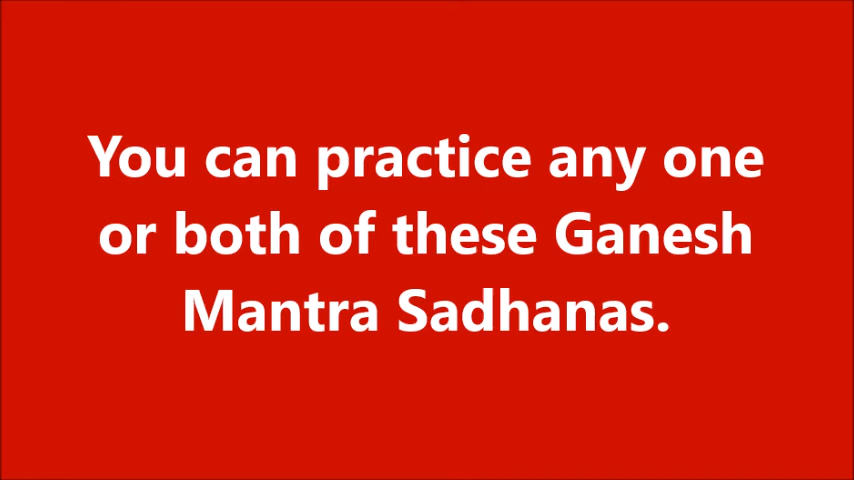 You can practice any one
or both of these Ganesh
Mantra Sadhanas.